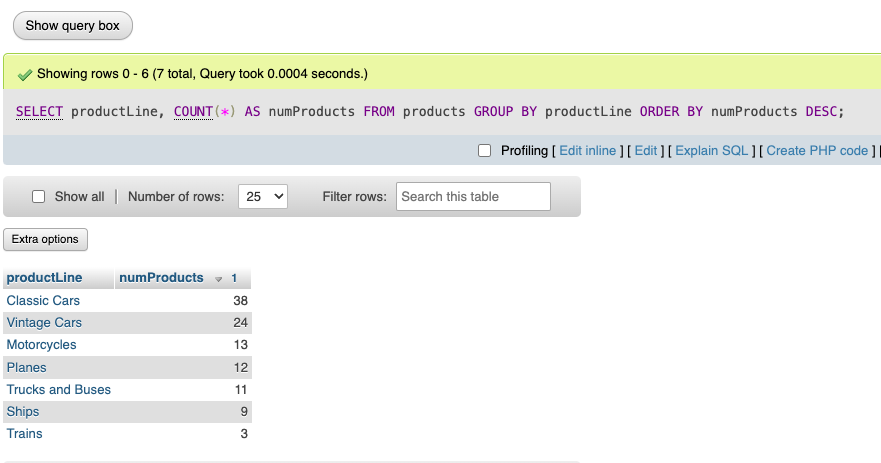 Show query box
Showing rows 0 - 6 (7 total, Query took 0.0004 seconds.)
SELECT productLine, COUNT(*) AS numProducts FROM products GROUP BY productLine ORDER BY numProducts DESC;
Profiling [ Edit inline ] [ Edit ] [ Explain SQL ] [ Create PHP code ] [
Show all | Number of rows: 25 Filter rows: Search this table
Extra options
productLine numProducts 1
Classic Cars 38
Vintage Cars 24
Motorcycles 13
Planes 12
Trucks and Buses 11
Ships 9
Trains 3